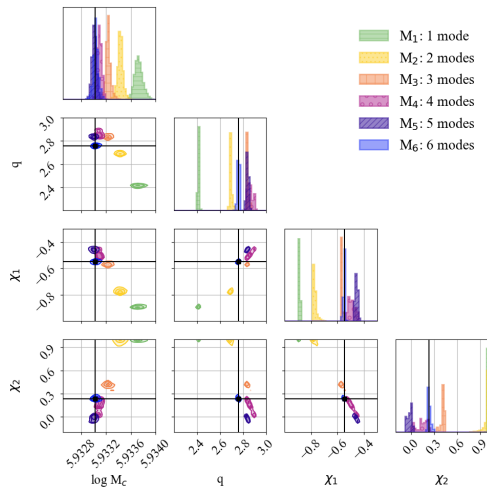 M₁: 1 mode
M₂: 2 modes
M₃: 3 modes
M₄: 4 modes
M₅: 5 modes
M₆: 6 modes
q
3.0
2.8
2.6
2.4
χ₁
−0.4
−0.6
−0.8
χ₂
0.9
0.6
0.3
0.0
5.9328 5.9332 5.9336 5.9340
2.4 2.6 2.8 3.0
−0.8 −0.6 −0.4
0.0 0.3 0.6 0.9
log M_c
q
χ₁
χ₂